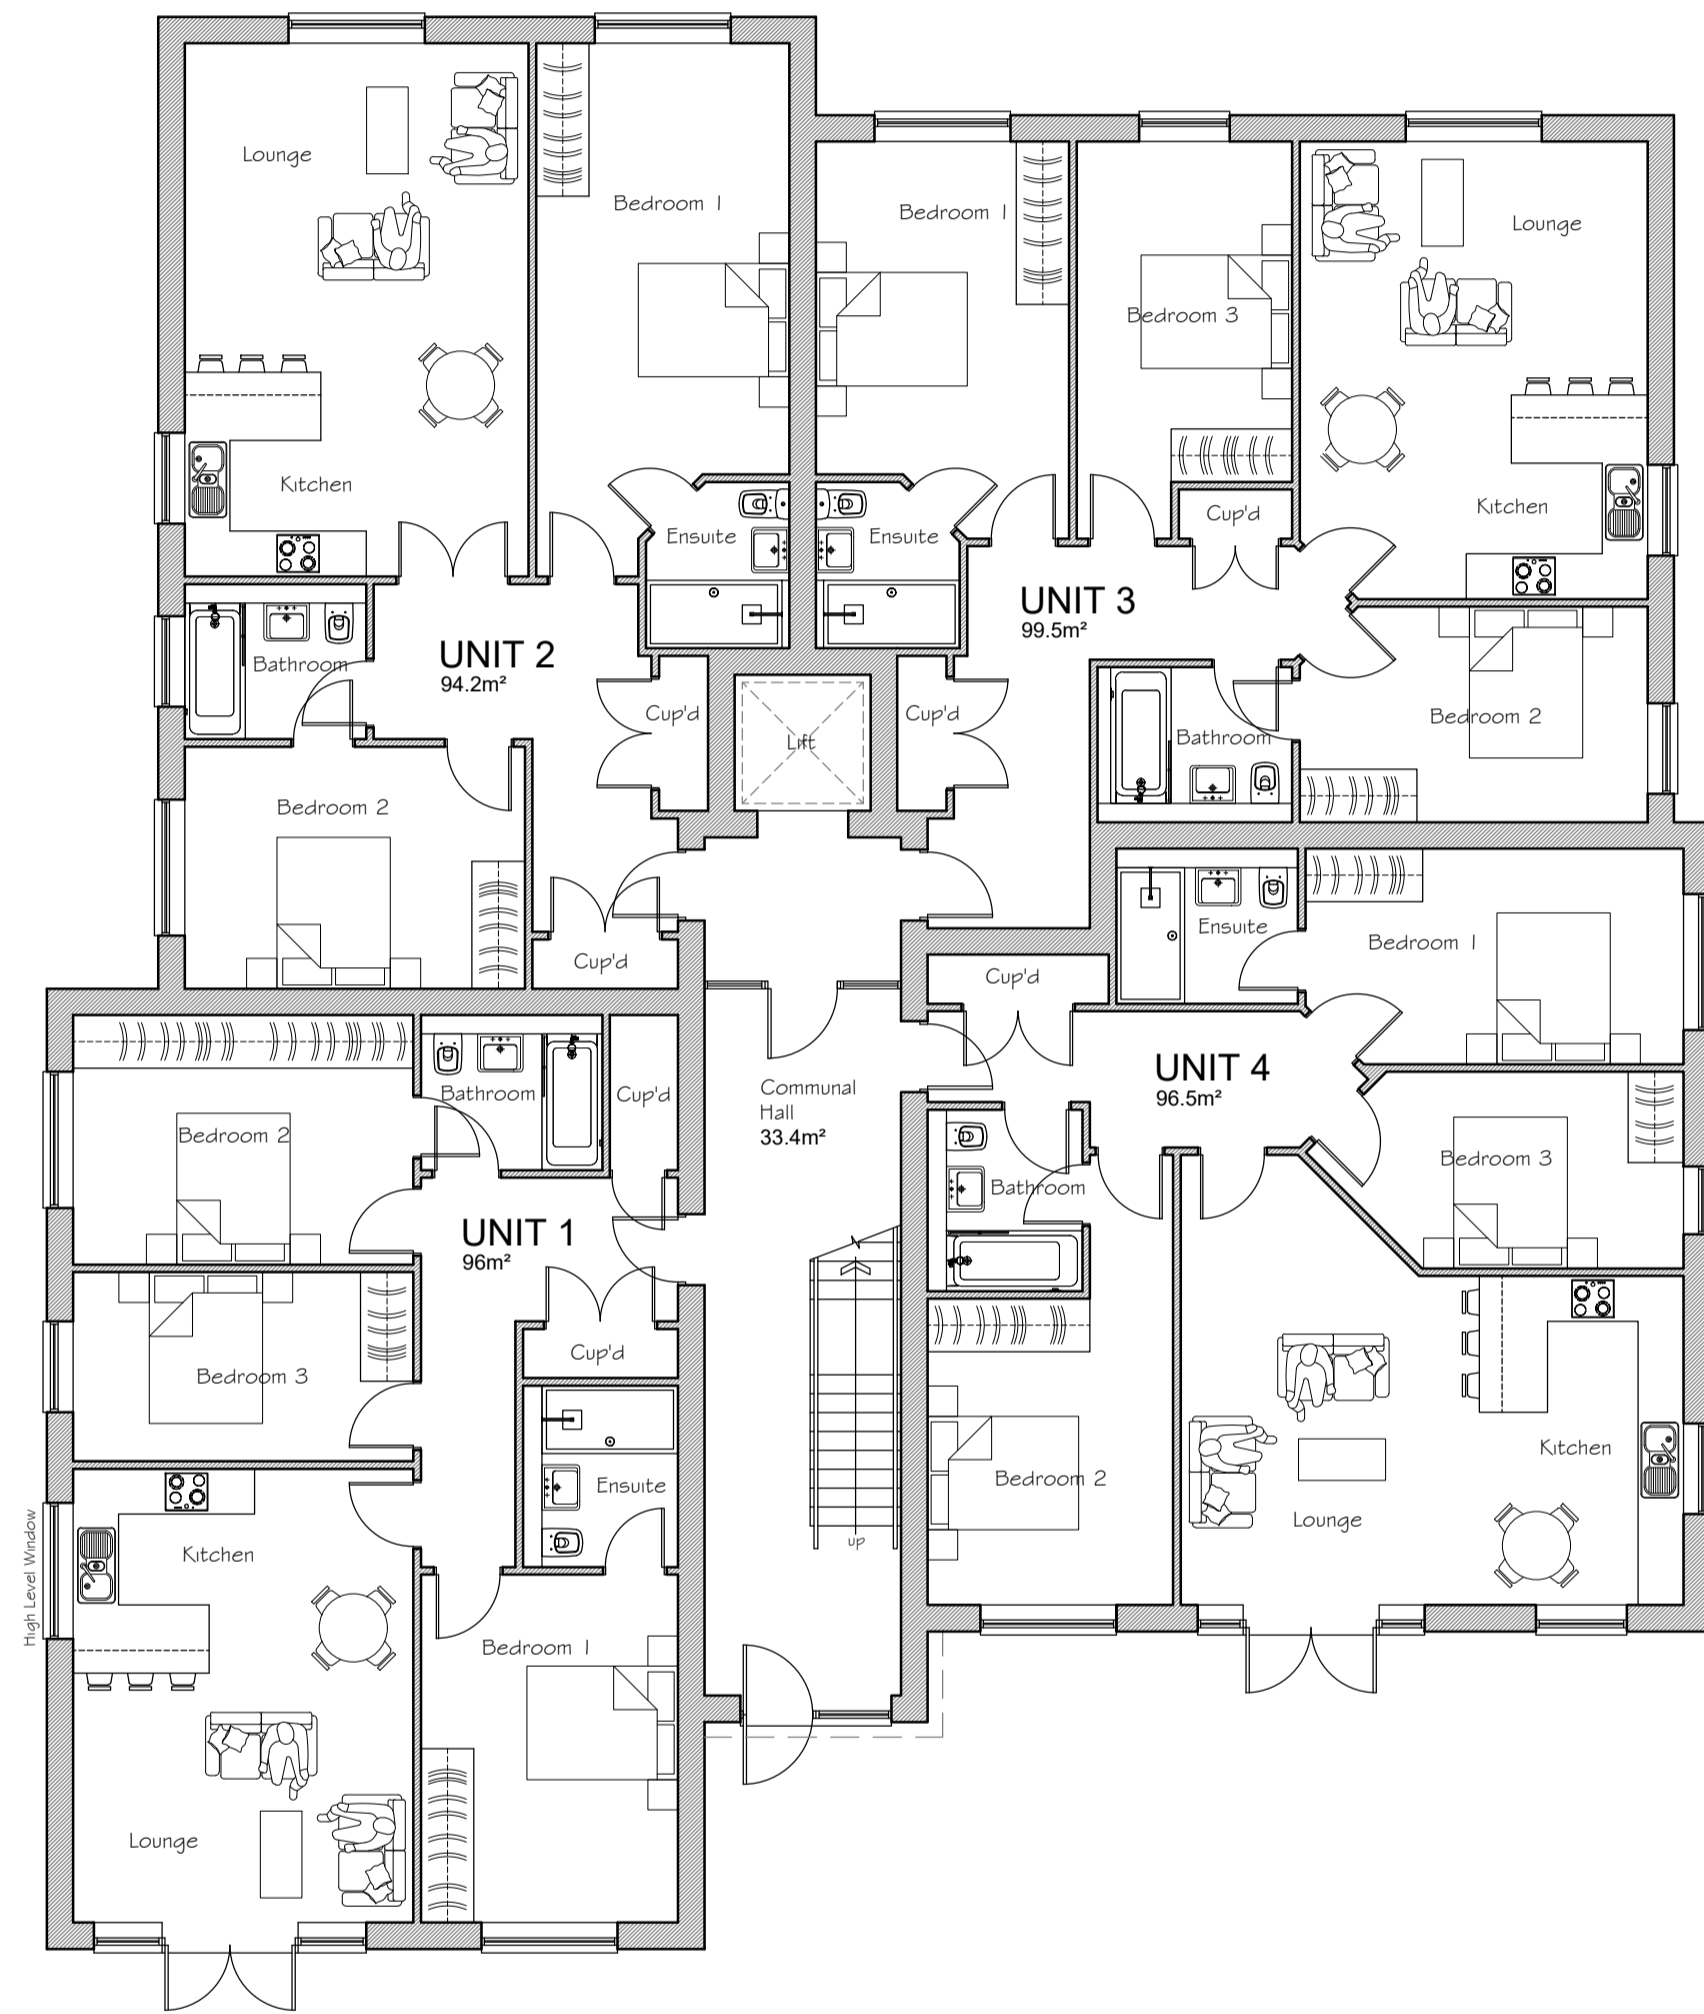 Lounge
Bedroom 1
Kitchen
Ensuite
Bathroom
UNIT 2
94.2m²
Cup'd
Bedroom 2
Cup'd
Lift
Bedroom 1
Bedroom 3
Lounge
Kitchen
Cup'd
Ensuite
UNIT 3
99.5m²
Cup'd
Bathroom
Bedroom 2
Ensuite
Bedroom 1
Cup'd
UNIT 4
96.5m²
Bedroom 3
Bathroom
Bedroom 2
Kitchen
Lounge
Communal
Hall
33.4m²
up
Bathroom
Cup'd
Bedroom 2
UNIT 1
96m²
Cup'd
Bedroom 3
Ensuite
Kitchen
High Level Window
Bedroom 1
Lounge